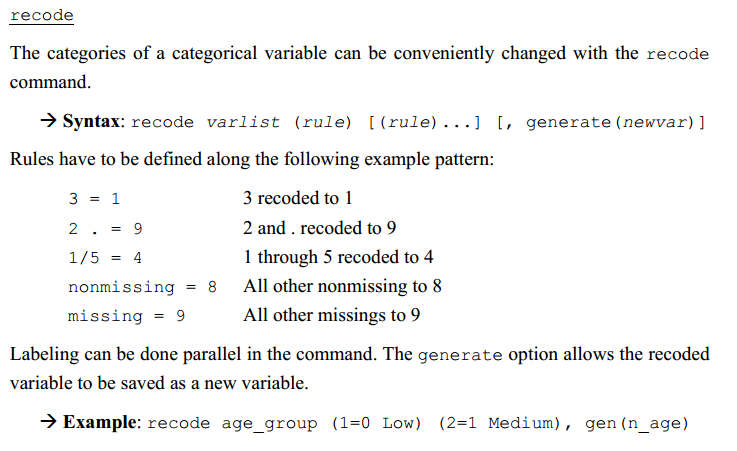 recode
The categories of a categorical variable can be conveniently changed with the recode
command.
→ Syntax: recode varlist (rule) [(rule)...] [, generate(newvar)]
Rules have to be defined along the following example pattern:
3 = 1 3 recoded to 1
2 . = 9 2 and . recoded to 9
1/5 = 4 1 through 5 recoded to 4
nonmissing = 8 All other nonmissing to 8
missing = 9 All other missings to 9
Labeling can be done parallel in the command. The generate option allows the recoded
variable to be saved as a new variable.
→ Example: recode age_group (1=0 Low) (2=1 Medium), gen(n_age)